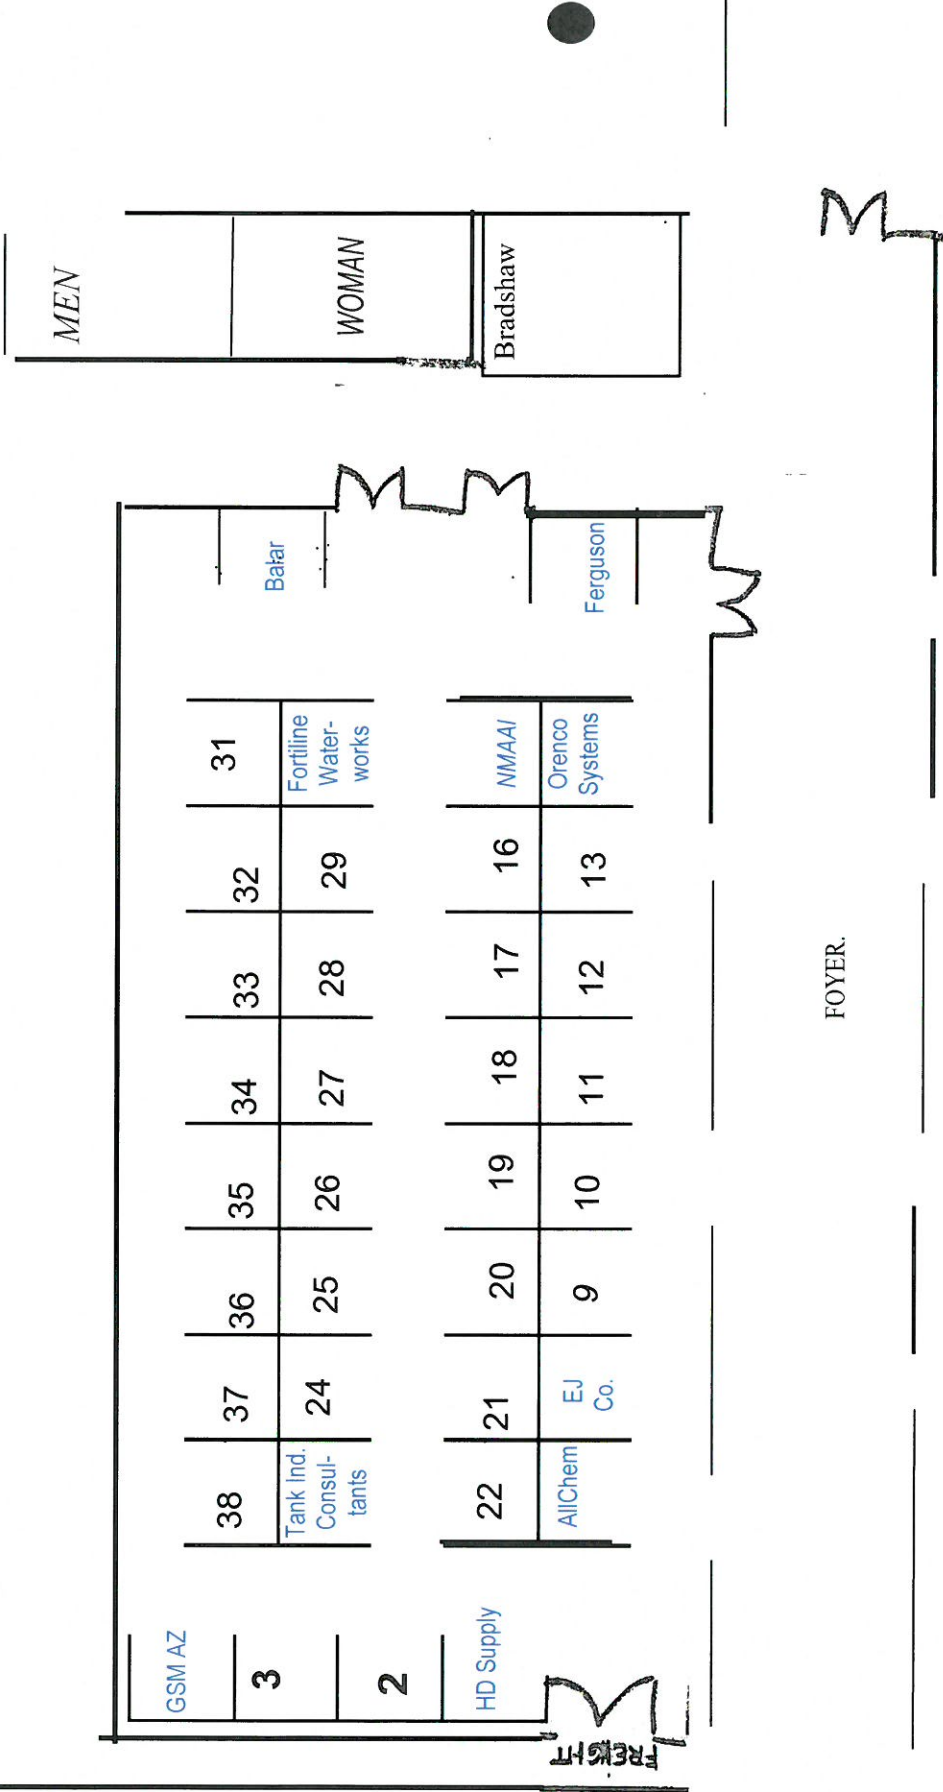 GSM AZ
3
2
HD Supply
FREIGHT
38
37
36
35
34
33
32
31
Tank Ind.
Consul-
tants
24
25
26
27
28
29
Fortiline
Water-
works
22
21
20
19
18
17
16
NMAAI
AllChem
EJ
Co.
9
10
11
12
13
Orenco
Systems
Balar
Ferguson
MEN
WOMAN
Bradshaw
FOYER.